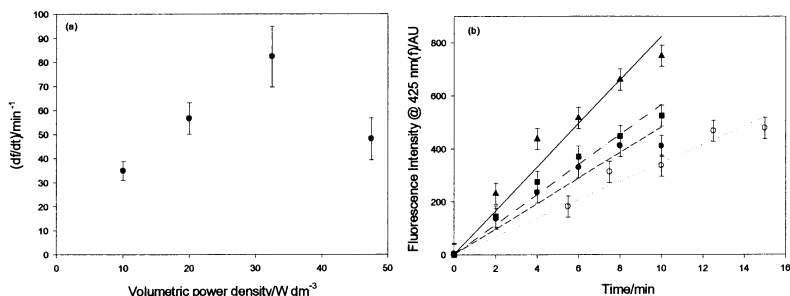 (a)
100
90
80
70
60
50
40
30
20
10
0
(df/dt)/min⁻¹
0 10 20 30 40 50
Volumetric power density/W dm⁻³
(b)
800
600
400
200
0
Fluorescence Intensity @ 425 nm(f)/AU
0 2 4 6 8 10 12 14 16
Time/min